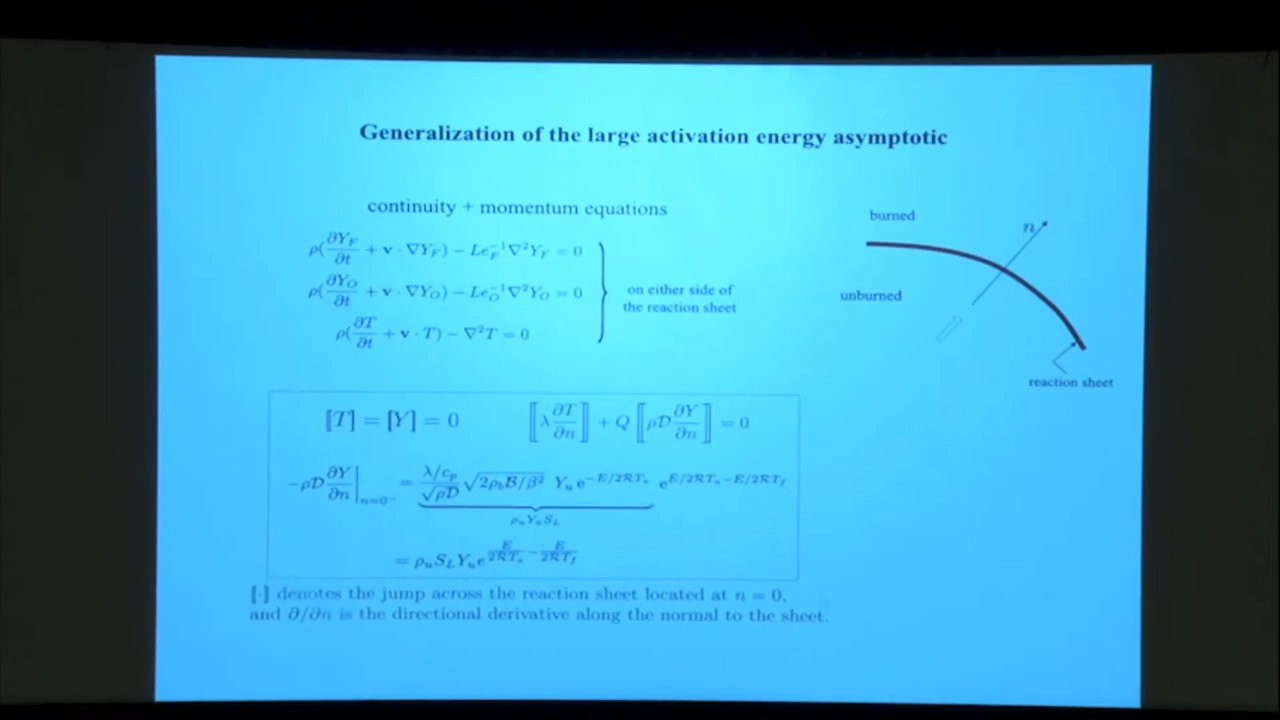 Generalization of the large activation energy asymptotic
continuity + momentum equations
ρ(∂Y_F/∂t + v · ∇Y_F) − Le_F^{−1}∇²Y_F = 0
ρ(∂Y_O/∂t + v · ∇Y_O) − Le_O^{−1}∇²Y_O = 0
ρ(∂T/∂t + v · T) − ∇²T = 0
on either side of
the reaction sheet
burned
n
unburned
reaction sheet
⟦T⟧ = ⟦Y⟧ = 0 ⟦λ ∂T/∂n⟧ + Q ⟦ρD ∂Y/∂n⟧ = 0
−ρD ∂Y/∂n|_{n=0^−} = (λ/c_p)/√(ρD) √(2ρ_b B/β²) Y_u e^{−E/2RT_a} e^{E/2RT_a − E/2RT_f}
ρ_u Y_u S_L
= ρ_u S_L Y_u e^{E/2RT_a − E/2RT_f}
⟦·⟧ denotes the jump across the reaction sheet located at n = 0,
and ∂/∂n is the directional derivative along the normal to the sheet.